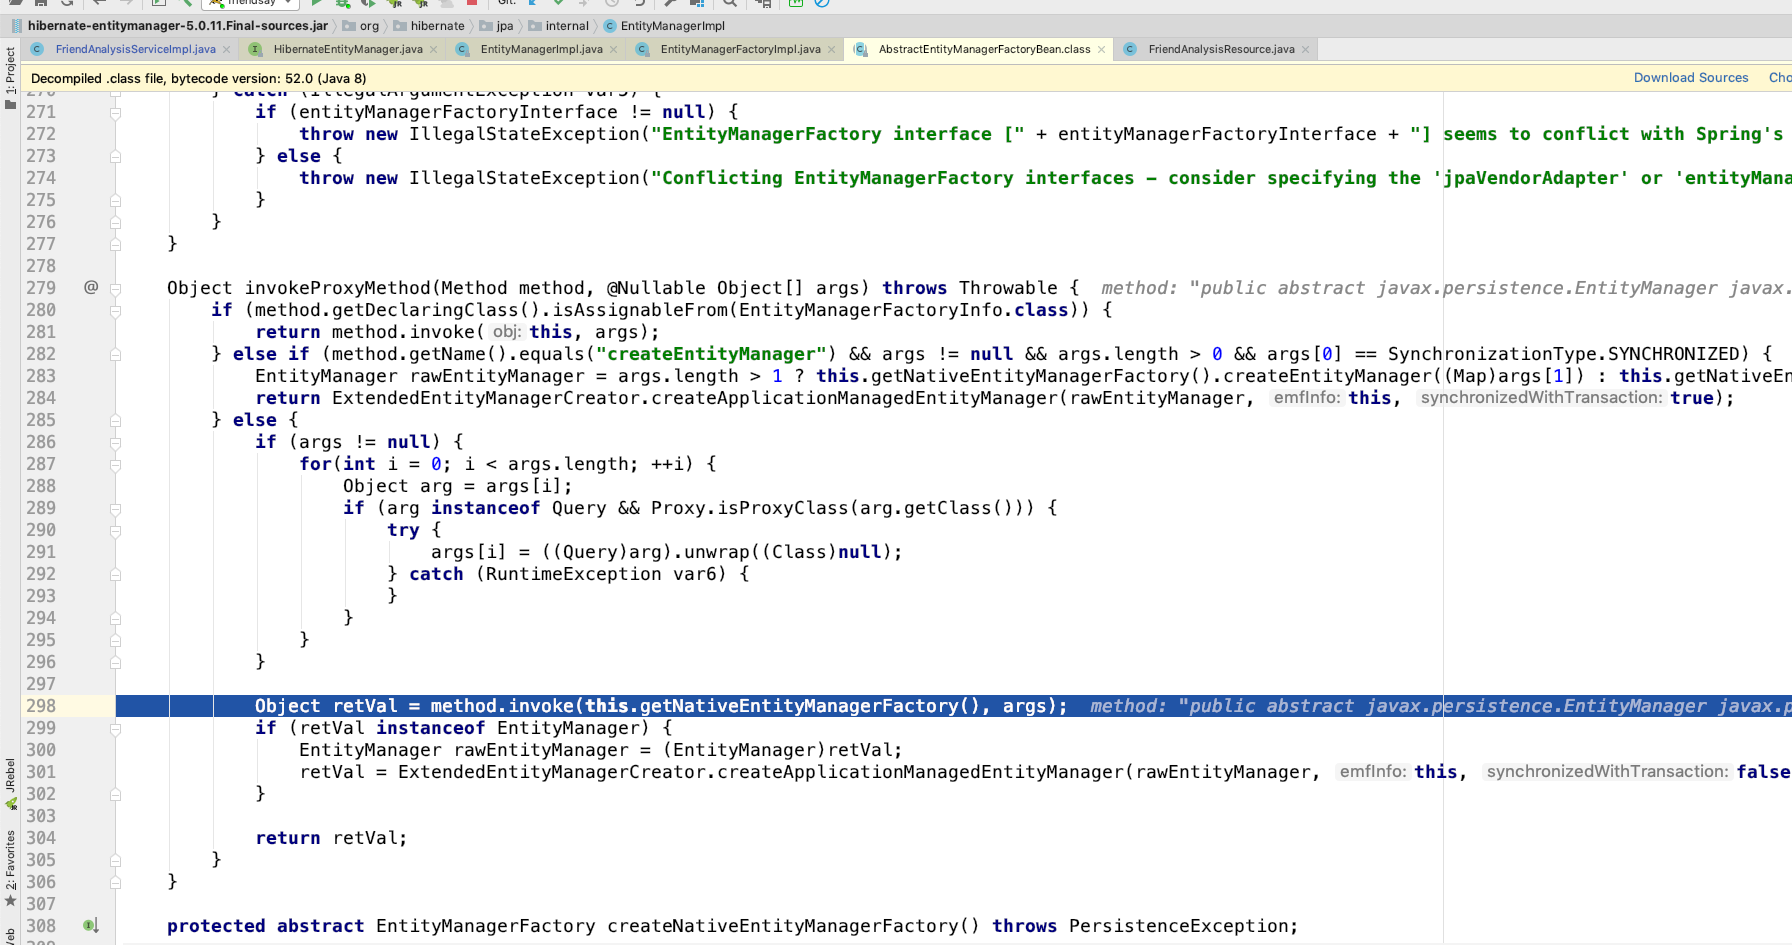 friendsay
Git:
hibernate-entitymanager-5.0.11.Final-sources.jar org hibernate jpa internal EntityManagerImpl
FriendAnalysisServiceImpl.java HibernateEntityManager.java EntityManagerImpl.java EntityManagerFactoryImpl.java AbstractEntityManagerFactoryBean.class FriendAnalysisResource.java
1: Project
Decompiled .class file, bytecode version: 52.0 (Java 8) Download Sources Cho
270 } catch (IllegalArgumentException var5) {
271 if (entityManagerFactoryInterface != null) {
272 throw new IllegalStateException("EntityManagerFactory interface [" + entityManagerFactoryInterface + "] seems to conflict with Spring's
273 } else {
274 throw new IllegalStateException("Conflicting EntityManagerFactory interfaces – consider specifying the 'jpaVendorAdapter' or 'entityMana
275 }
276 }
277 }
278
279 @ Object invokeProxyMethod(Method method, @Nullable Object[] args) throws Throwable { method: "public abstract javax.persistence.EntityManager javax.
280 if (method.getDeclaringClass().isAssignableFrom(EntityManagerFactoryInfo.class)) {
281 return method.invoke( obj: this, args);
282 } else if (method.getName().equals("createEntityManager") && args != null && args.length > 0 && args[0] == SynchronizationType.SYNCHRONIZED) {
283 EntityManager rawEntityManager = args.length > 1 ? this.getNativeEntityManagerFactory().createEntityManager((Map)args[1]) : this.getNativeEn
284 return ExtendedEntityManagerCreator.createApplicationManagedEntityManager(rawEntityManager, emfInfo: this, synchronizedWithTransaction: true);
285 } else {
286 if (args != null) {
287 for(int i = 0; i < args.length; ++i) {
288 Object arg = args[i];
289 if (arg instanceof Query && Proxy.isProxyClass(arg.getClass())) {
290 try {
291 args[i] = ((Query)arg).unwrap((Class)null);
292 } catch (RuntimeException var6) {
293 }
294 }
295 }
296 }
297
298 Object retVal = method.invoke(this.getNativeEntityManagerFactory(), args); method: "public abstract javax.persistence.EntityManager javax.p
299 if (retVal instanceof EntityManager) {
300 EntityManager rawEntityManager = (EntityManager)retVal;
301 retVal = ExtendedEntityManagerCreator.createApplicationManagedEntityManager(rawEntityManager, emfInfo: this, synchronizedWithTransaction: false
302 }
303
304 return retVal;
305 }
306 }
307
308 protected abstract EntityManagerFactory createNativeEntityManagerFactory() throws PersistenceException;
JRebel
2: Favorites